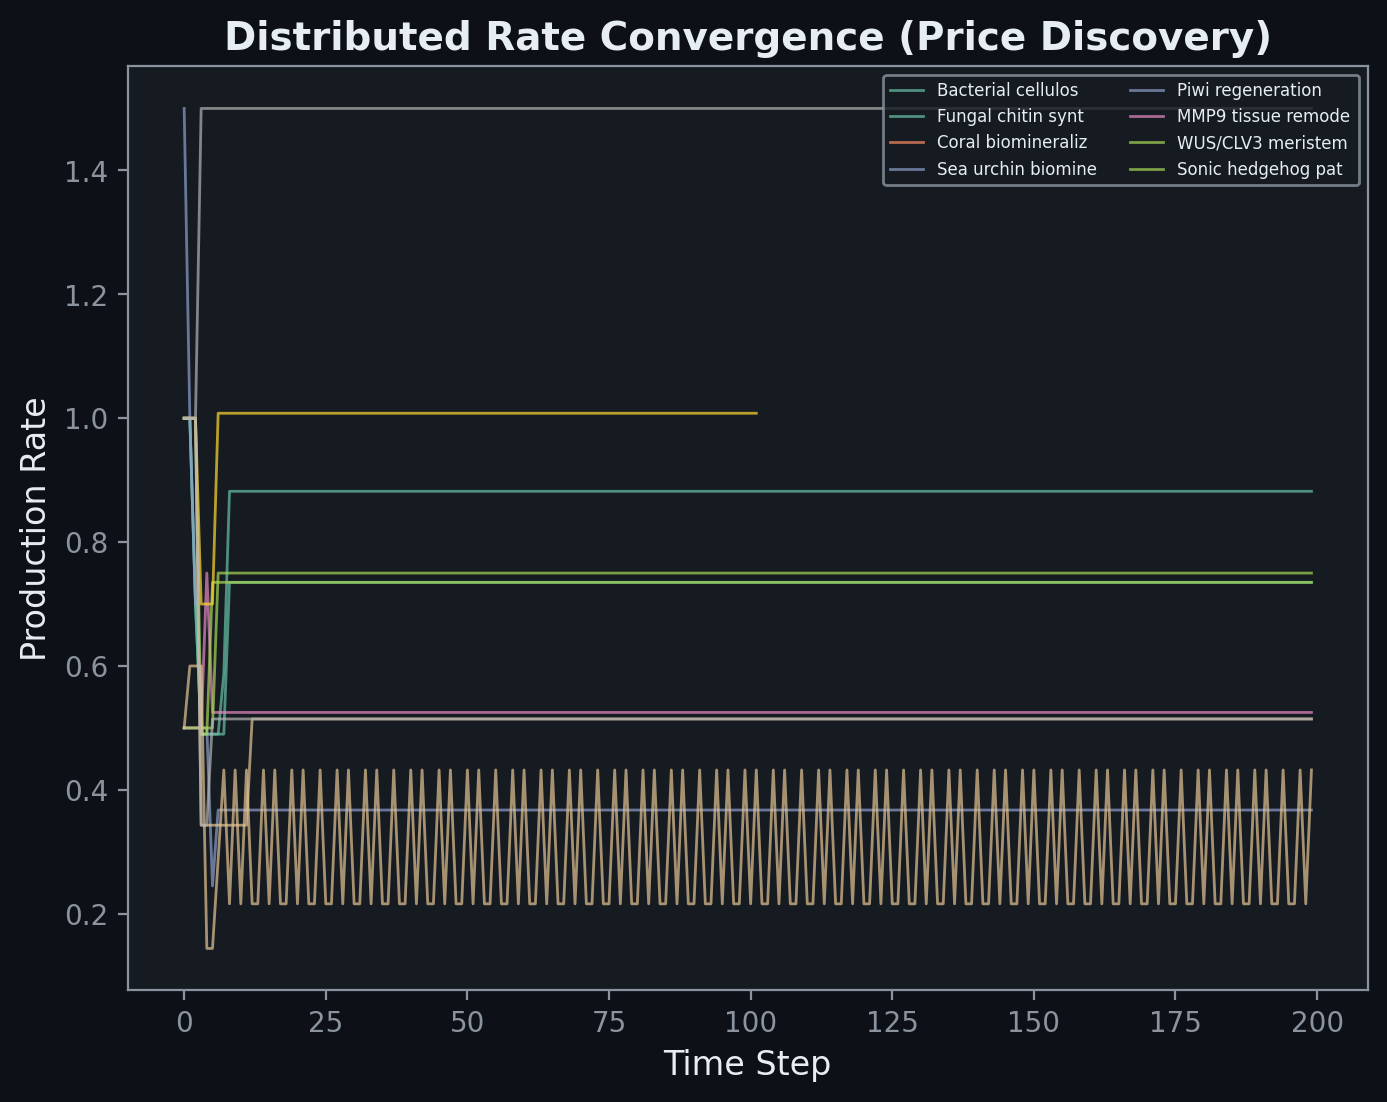 Distributed Rate Convergence (Price Discovery)
Bacterial cellulos
Fungal chitin synt
Coral biomineraliz
Sea urchin biomine
Piwi regeneration
MMP9 tissue remode
WUS/CLV3 meristem
Sonic hedgehog pat
Production Rate
1.4
1.2
1.0
0.8
0.6
0.4
0.2
0 25 50 75 100 125 150 175 200
Time Step